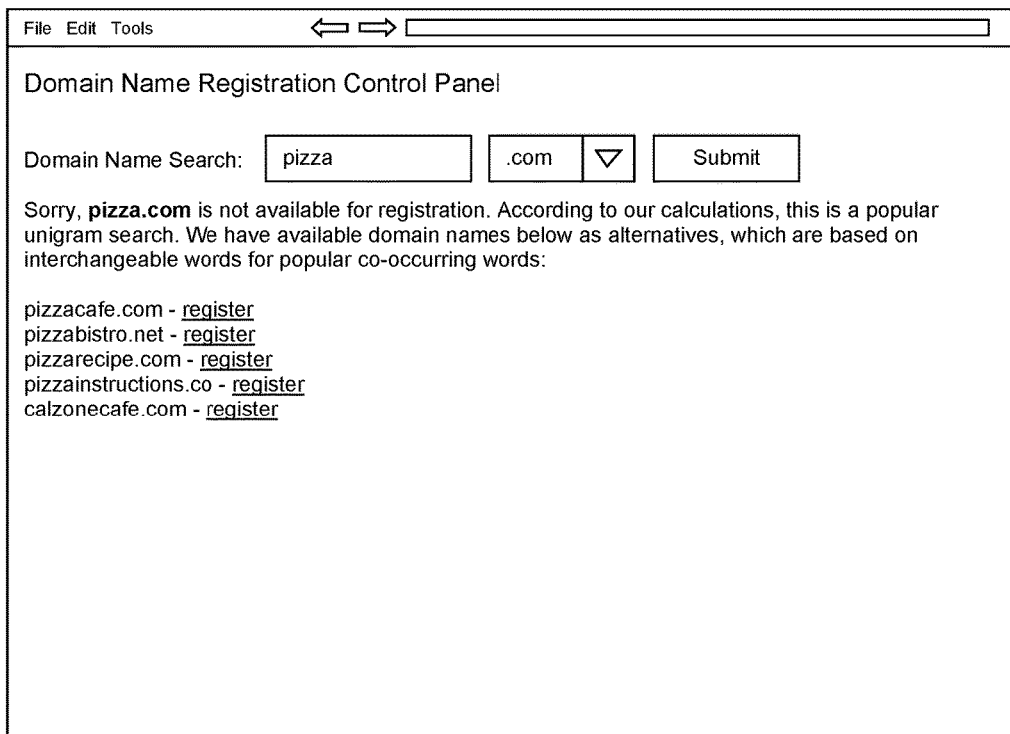 File Edit Tools
Domain Name Registration Control Panel
Domain Name Search: pizza .com Submit
Sorry, pizza.com is not available for registration. According to our calculations, this is a popular
unigram search. We have available domain names below as alternatives, which are based on
interchangeable words for popular co-occurring words:
pizzacafe.com - register
pizzabistro.net - register
pizzarecipe.com - register
pizzainstructions.co - register
calzonecafe.com - register